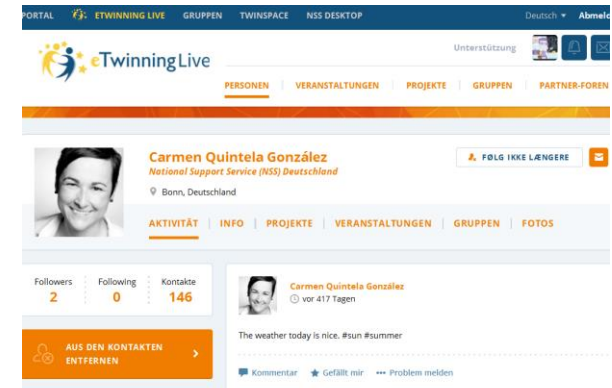 PORTAL ETWINNING LIVE GRUPPEN TWINSPACE NSS DESKTOP Deutsch
eTwinning Live
Unterstützung
PERSONEN VERANSTALTUNGEN PROJEKTE GRUPPEN PARTNER-FOREN
Carmen Quintela González
FØLG IKKE LÆNGERE
National Support Service (NSS) Deutschland
Bonn, Deutschland
AKTIVITÄT INFO PROJEKTE VERANSTALTUNGEN GRUPPEN FOTOS
Followers Following Kontakte
2 0 146
Carmen Quintela González
vor 417 Tagen
The weather today is nice. #sun #summer
AUS DEN KONTAKTEN
ENTFERNEN
Kommentar Gefällt mir Problem melden